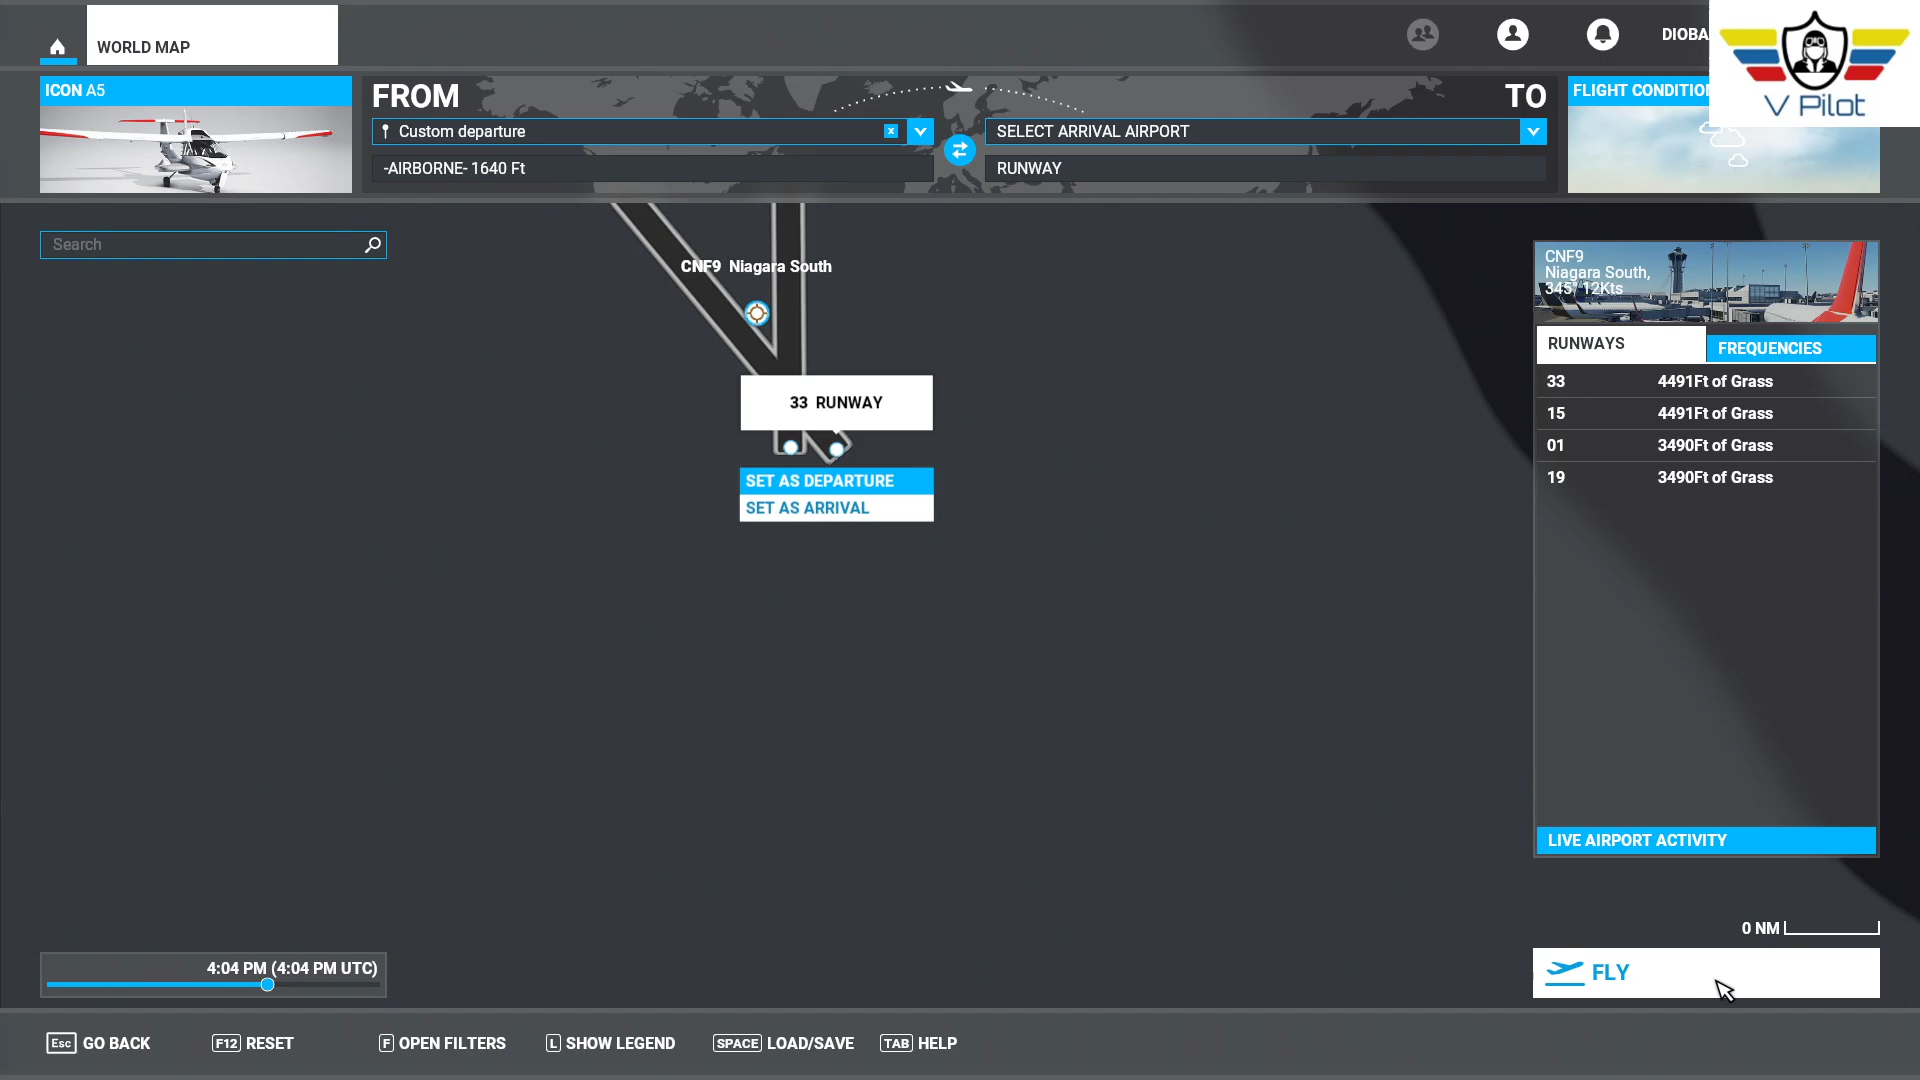 WORLD MAP
DIOBA
V Pilot
ICON A5
FROM
TO
Custom departure
x
SELECT ARRIVAL AIRPORT
-AIRBORNE- 1640 Ft
RUNWAY
FLIGHT CONDITION
Search
CNF9 Niagara South
33 RUNWAY
SET AS DEPARTURE
SET AS ARRIVAL
CNF9
Niagara South,
345° 12Kts
RUNWAYS
FREQUENCIES
33 4491Ft of Grass
15 4491Ft of Grass
01 3490Ft of Grass
19 3490Ft of Grass
LIVE AIRPORT ACTIVITY
0 NM
4:04 PM (4:04 PM UTC)
FLY
Esc GO BACK
F12 RESET
F OPEN FILTERS
L SHOW LEGEND
SPACE LOAD/SAVE
TAB HELP